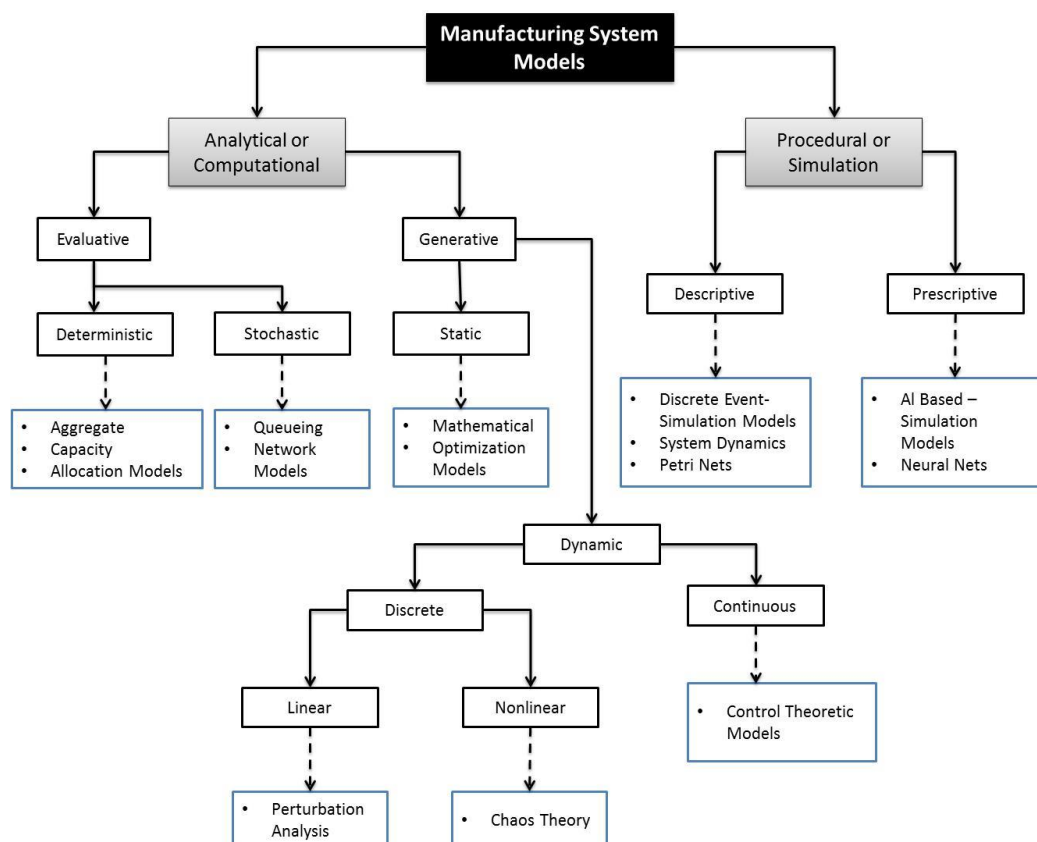 Manufacturing System
Models
Analytical or
Computational
Procedural or
Simulation
Evaluative
Generative
Descriptive
Prescriptive
Deterministic
Stochastic
Static
• Aggregate
• Capacity
• Allocation Models
• Queueing
• Network
Models
• Mathematical
• Optimization
Models
• Discrete Event-
Simulation Models
• System Dynamics
• Petri Nets
• AI Based –
Simulation
Models
• Neural Nets
Dynamic
Discrete
Continuous
Linear
Nonlinear
• Control Theoretic
Models
• Perturbation
Analysis
• Chaos Theory